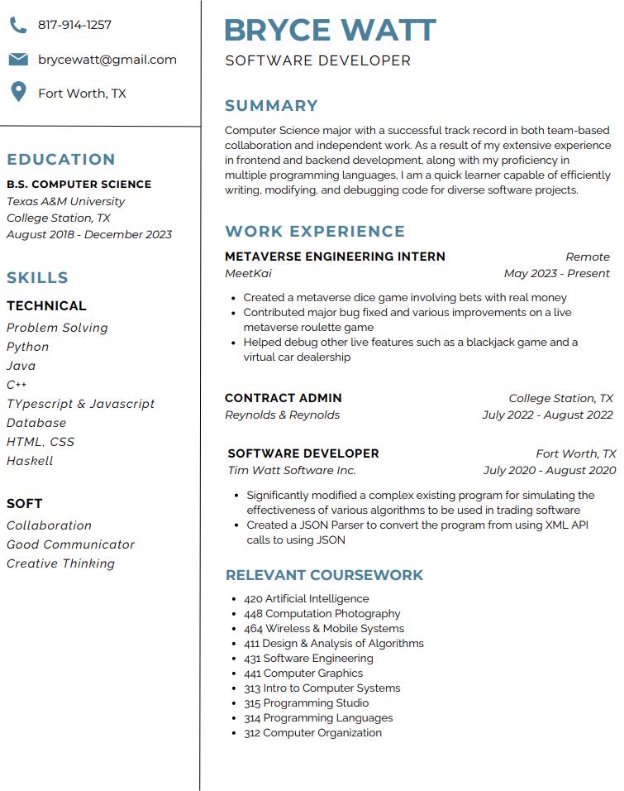 817-914-1257
brycewatt@gmail.com
Fort Worth, TX
EDUCATION
B.S. COMPUTER SCIENCE
Texas A&M University
College Station, TX
August 2018 - December 2023
SKILLS
TECHNICAL
Problem Solving
Python
Java
C++
TYpescript & Javascript
Database
HTML, CSS
Haskell
SOFT
Collaboration
Good Communicator
Creative Thinking
BRYCE WATT
SOFTWARE DEVELOPER
SUMMARY
Computer Science major with a successful track record in both team-based
collaboration and independent work. As a result of my extensive experience
in frontend and backend development, along with my proficiency in
multiple programming languages, I am a quick learner capable of efficiently
writing, modifying, and debugging code for diverse software projects.
WORK EXPERIENCE
METAVERSE ENGINEERING INTERN Remote
MeetKai May 2023 - Present
• Created a metaverse dice game involving bets with real money
• Contributed major bug fixed and various improvements on a live
metaverse roulette game
• Helped debug other live features such as a blackjack game and a
virtual car dealership
CONTRACT ADMIN College Station, TX
Reynolds & Reynolds July 2022 - August 2022
SOFTWARE DEVELOPER Fort Worth, TX
Tim Watt Software Inc. July 2020 - August 2020
• Significantly modified a complex existing program for simulating the
effectiveness of various algorithms to be used in trading software
• Created a JSON Parser to convert the program from using XML API
calls to using JSON
RELEVANT COURSEWORK
• 420 Artificial Intelligence
• 448 Computation Photography
• 464 Wireless & Mobile Systems
• 411 Design & Analysis of Algorithms
• 431 Software Engineering
• 441 Computer Graphics
• 313 Intro to Computer Systems
• 315 Programming Studio
• 314 Programming Languages
• 312 Computer Organization